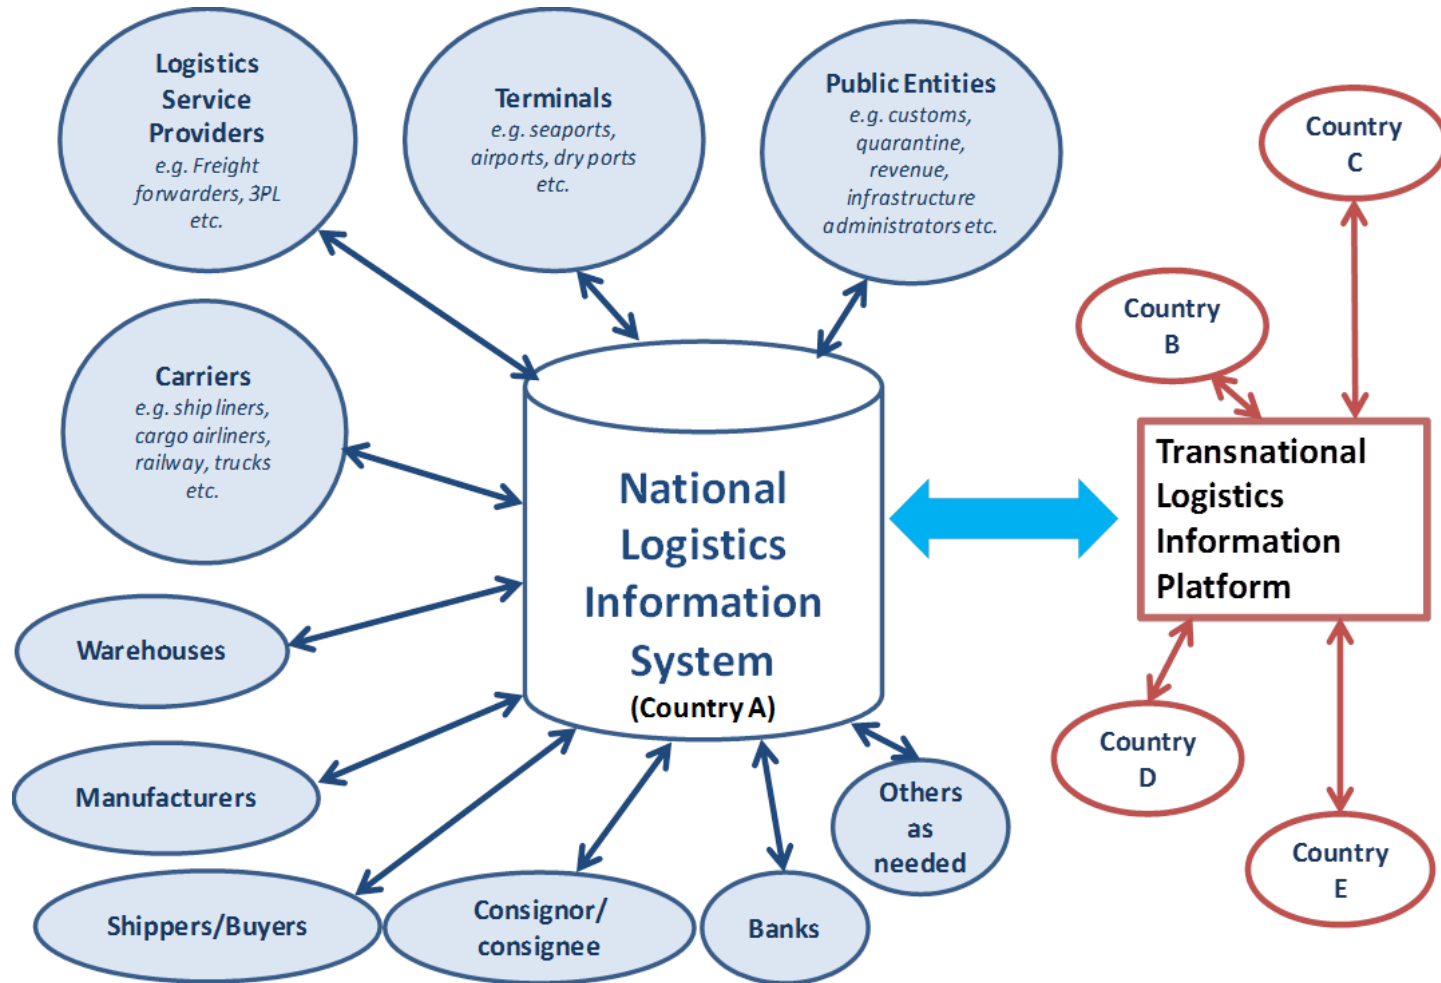 Logistics
Service
Providers
e.g. Freight
forwarders, 3PL
etc.
Terminals
e.g. seaports,
airports, dry ports
etc.
Public Entities
e.g. customs,
quarantine,
revenue,
infrastructure
administrators etc.
Country
C
Country
B
Carriers
e.g. ship liners,
cargo airliners,
railway, trucks
etc.
National
Logistics
Information
System
(Country A)
Transnational
Logistics
Information
Platform
Warehouses
Manufacturers
Shippers/Buyers
Consignor/
consignee
Banks
Others
as
needed
Country
D
Country
E